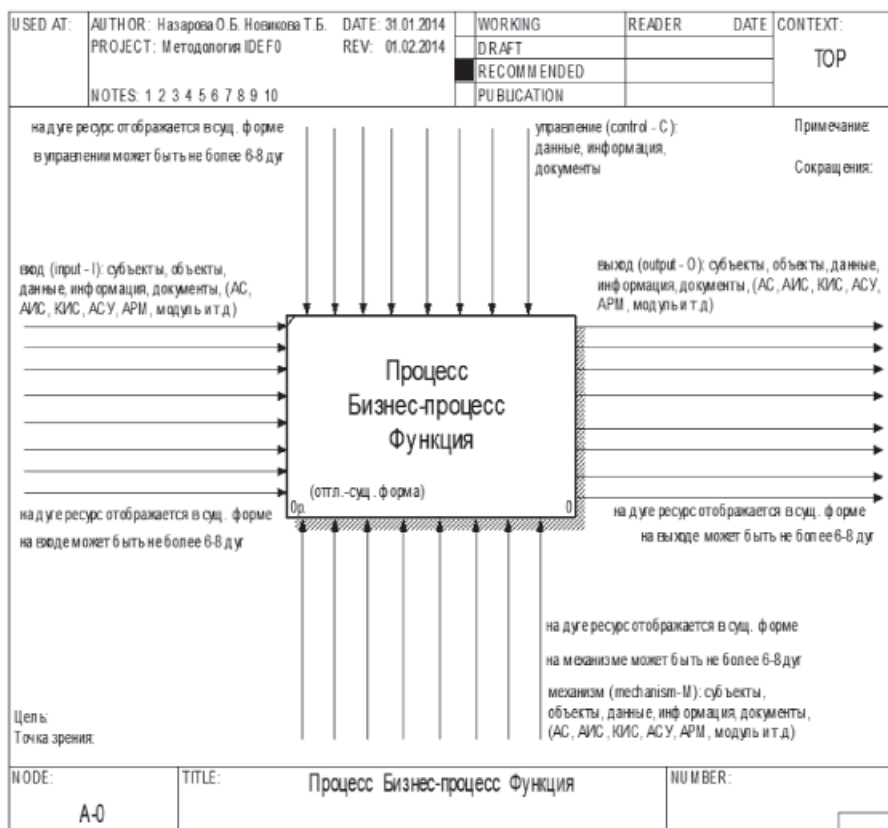 USED AT:
AUTHOR: Назарова О.Б. Новикова Т.Б.
DATE: 31.01.2014
PROJECT: Методология IDEF0
REV: 01.02.2014
NOTES: 1 2 3 4 5 6 7 8 9 10
WORKING
DRAFT
RECOMMENDED
PUBLICATION
READER
DATE
CONTEXT:
TOP
на дуге ресурс отображается в сущ. форме
в управлении может быть не более 6-8 дуг
управление (control - C):
данные, информация,
документы
Примечание:
Сокращения:
вход (input - I): субъекты, объекты,
данные, информация, документы, (АС,
АИС, КИС, АСУ, АРМ, модуль и т.д)
выход (output - O): субъекты, объекты, данные,
информация, документы, (АС, АИС, КИС, АСУ,
АРМ, модуль и т.д)
Процесс
Бизнес-процесс
Функция
(отгл.-сущ. форма)
0р.
0
на дуге ресурс отображается в сущ. форме
на входе может быть не более 6-8 дуг
на дуге ресурс отображается в сущ. форме
на выходе может быть не более 6-8 дуг
на дуге ресурс отображается в сущ. форме
на механизме может быть не более 6-8 дуг
механизм (mechanism-M): субъекты,
объекты, данные, информация, документы,
(АС, АИС, КИС, АСУ, АРМ, модуль и т.д)
Цель:
Точка зрения:
NODE:
A-0
TITLE:
Процесс Бизнес-процесс Функция
NUMBER: